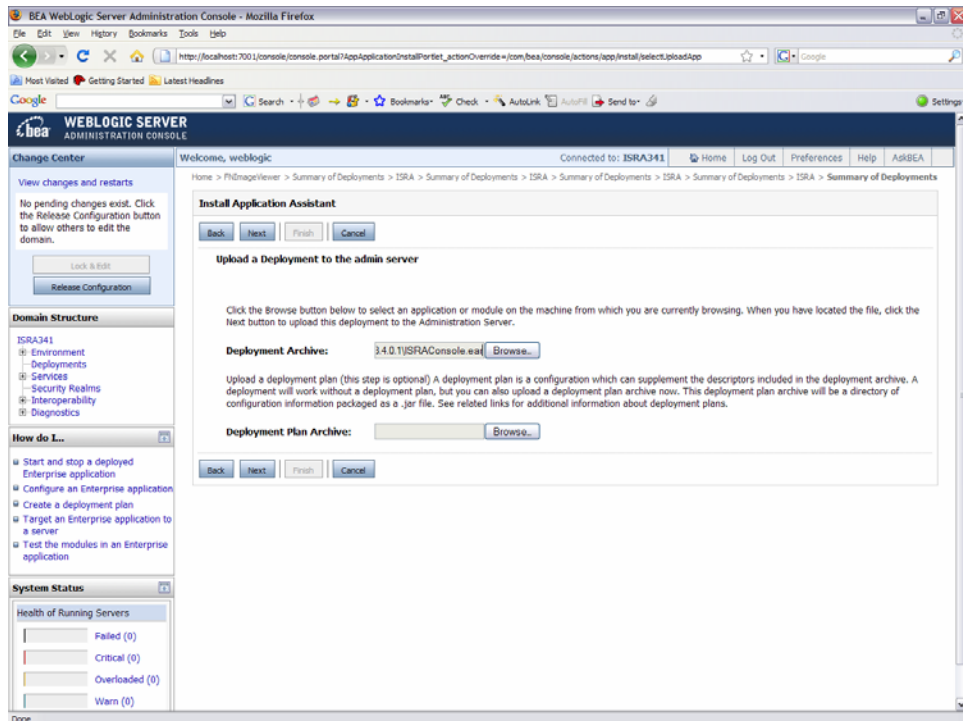 BEA WebLogic Server Administration Console - Mozilla Firefox
File Edit View History Bookmarks Tools Help
http://localhost:7001/console/console.portal?AppApplicationInstallPortlet_actionOverride=/com/bea/console/actions/app/install/selectUploadApp
Google
Most Visited Getting Started Latest Headlines
Google Search Bookmarks Check AutoLink AutoFill Send to Settings
bea WEBLOGIC SERVER
ADMINISTRATION CONSOLE
Change Center
Welcome, weblogic Connected to: ISRA341 Home Log Out Preferences Help AskBEA
Home > FNImageViewer > Summary of Deployments > ISRA > Summary of Deployments > ISRA > Summary of Deployments > ISRA > Summary of Deployments > ISRA > Summary of Deployments
View changes and restarts
No pending changes exist. Click
the Release Configuration button
to allow others to edit the
domain.
Lock & Edit
Release Configuration
Domain Structure
ISRA341
Environment
Deployments
Services
Security Realms
Interoperability
Diagnostics
How do I...
Start and stop a deployed
Enterprise application
Configure an Enterprise application
Create a deployment plan
Target an Enterprise application to
a server
Test the modules in an Enterprise
application
System Status
Health of Running Servers
Failed (0)
Critical (0)
Overloaded (0)
Warn (0)
Install Application Assistant
Back Next Finish Cancel
Upload a Deployment to the admin server
Click the Browse button below to select an application or module on the machine from which you are currently browsing. When you have located the file, click the
Next button to upload this deployment to the Administration Server.
Deployment Archive: 3.4.0.1\ISRAConsole.ear Browse...
Upload a deployment plan (this step is optional) A deployment plan is a configuration which can supplement the descriptors included in the deployment archive. A
deployment will work without a deployment plan, but you can also upload a deployment plan archive now. This deployment plan archive will be a directory of
configuration information packaged as a .jar file. See related links for additional information about deployment plans.
Deployment Plan Archive: Browse...
Back Next Finish Cancel
Done